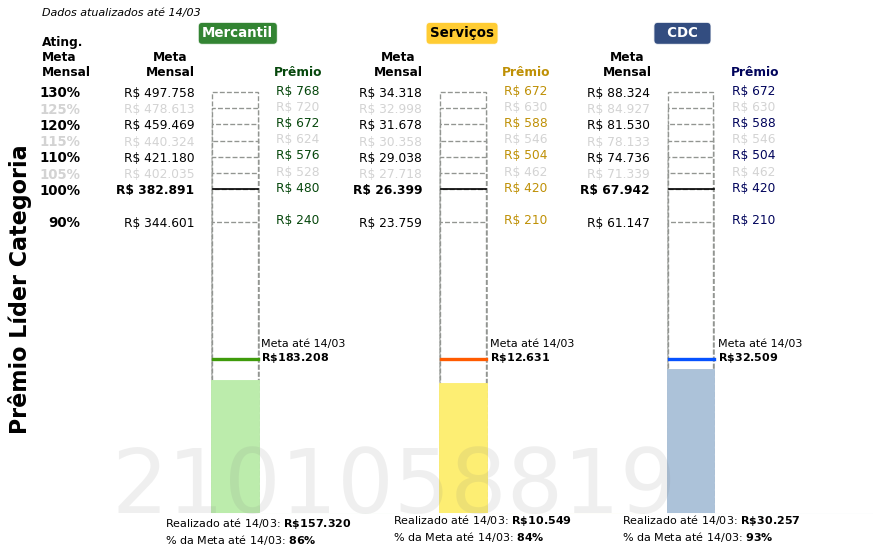 Dados atualizados até 14/03
Mercantil Serviços CDC
Ating. Meta Mensal
Meta Mensal Prêmio Meta Mensal Prêmio Meta Mensal Prêmio
130% R$ 497.758 R$ 768 R$ 34.318 R$ 672 R$ 88.324 R$ 672
125% R$ 478.613 R$ 720 R$ 32.998 R$ 630 R$ 84.927 R$ 630
120% R$ 459.469 R$ 672 R$ 31.678 R$ 588 R$ 81.530 R$ 588
115% R$ 440.324 R$ 624 R$ 30.358 R$ 546 R$ 78.133 R$ 546
110% R$ 421.180 R$ 576 R$ 29.038 R$ 504 R$ 74.736 R$ 504
105% R$ 402.035 R$ 528 R$ 27.718 R$ 462 R$ 71.339 R$ 462
100% R$ 382.891 R$ 480 R$ 26.399 R$ 420 R$ 67.942 R$ 420
90% R$ 344.601 R$ 240 R$ 23.759 R$ 210 R$ 61.147 R$ 210
Prêmio Líder Categoria
Meta até 14/03 Meta até 14/03 Meta até 14/03
R$183.208 R$12.631 R$32.509
2101058819
Realizado até 14/03: R$157.320 Realizado até 14/03: R$10.549 Realizado até 14/03: R$30.257
% da Meta até 14/03: 86% % da Meta até 14/03: 84% % da Meta até 14/03: 93%